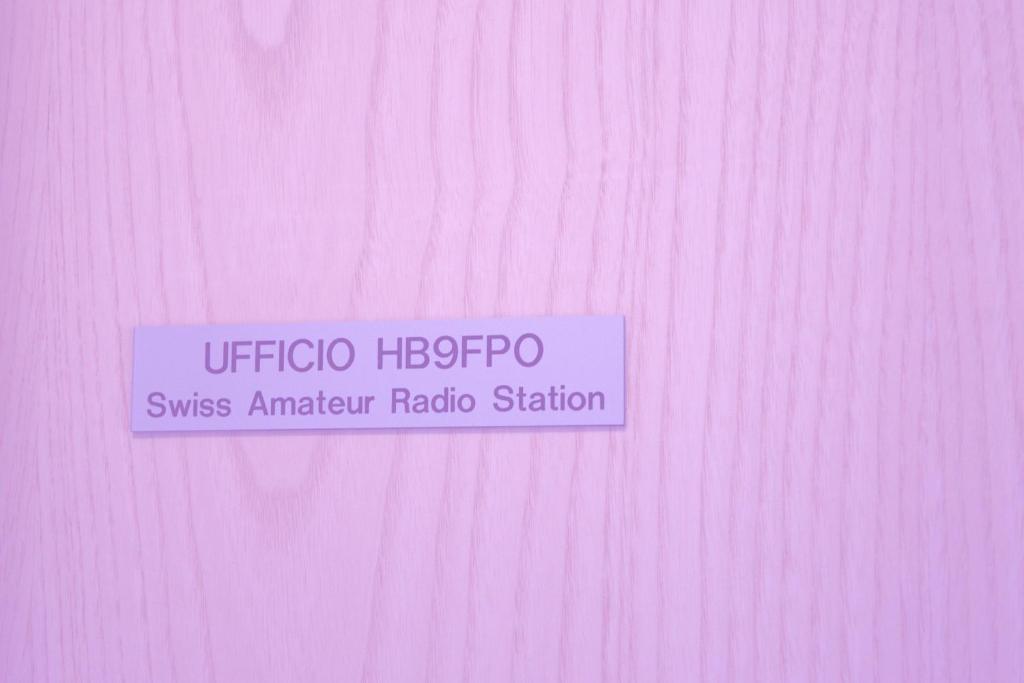 UFFICIO HB9FPO
Swiss Amateur Radio Station